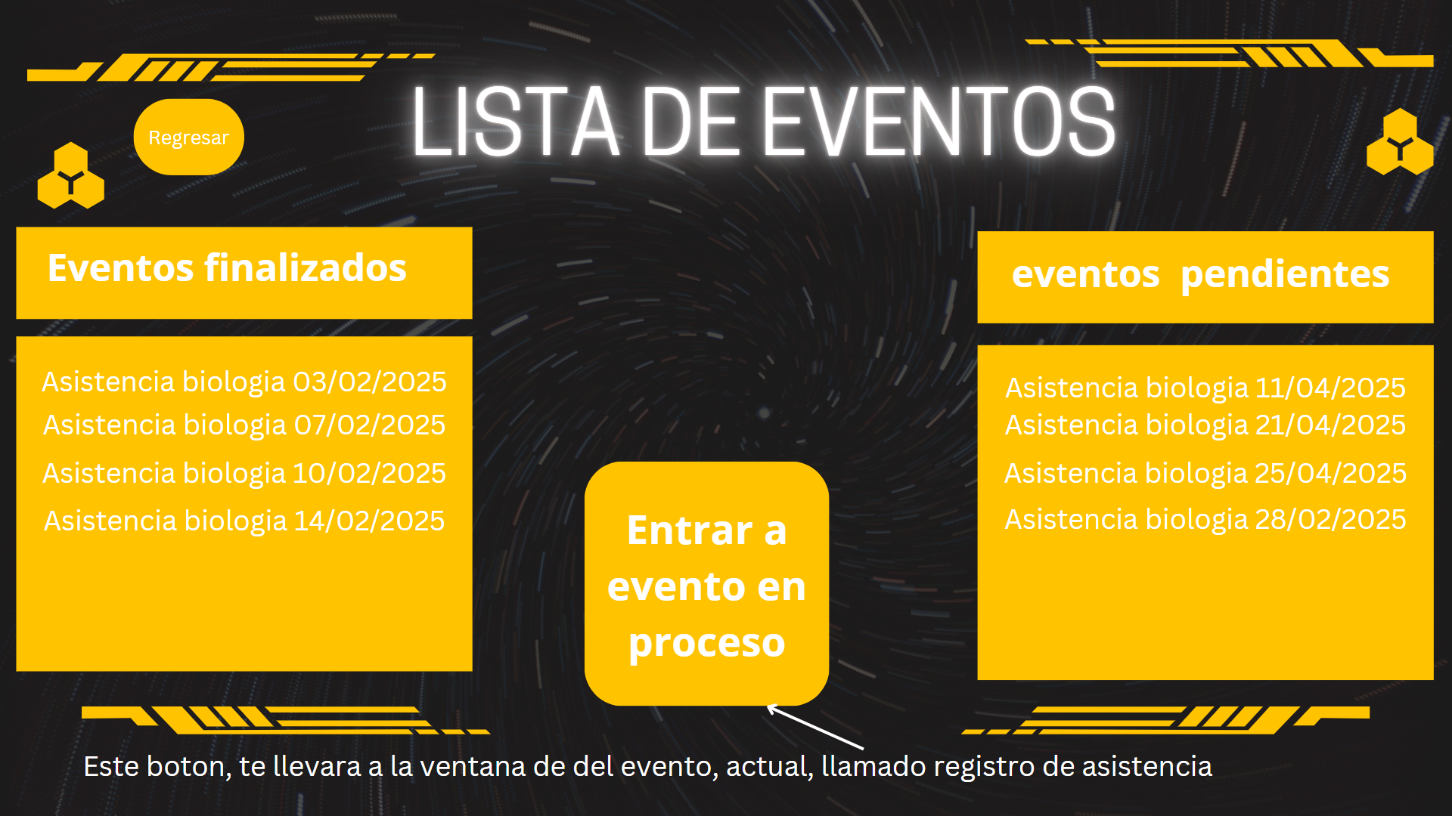 LISTA DE EVENTOS
Regresar
Eventos finalizados
Asistencia biologia 03/02/2025
Asistencia biologia 07/02/2025
Asistencia biologia 10/02/2025
Asistencia biologia 14/02/2025
eventos pendientes
Asistencia biologia 11/04/2025
Asistencia biologia 21/04/2025
Asistencia biologia 25/04/2025
Asistencia biologia 28/02/2025
Entrar a
evento en
proceso
Este boton, te llevara a la ventana de del evento, actual, llamado registro de asistencia